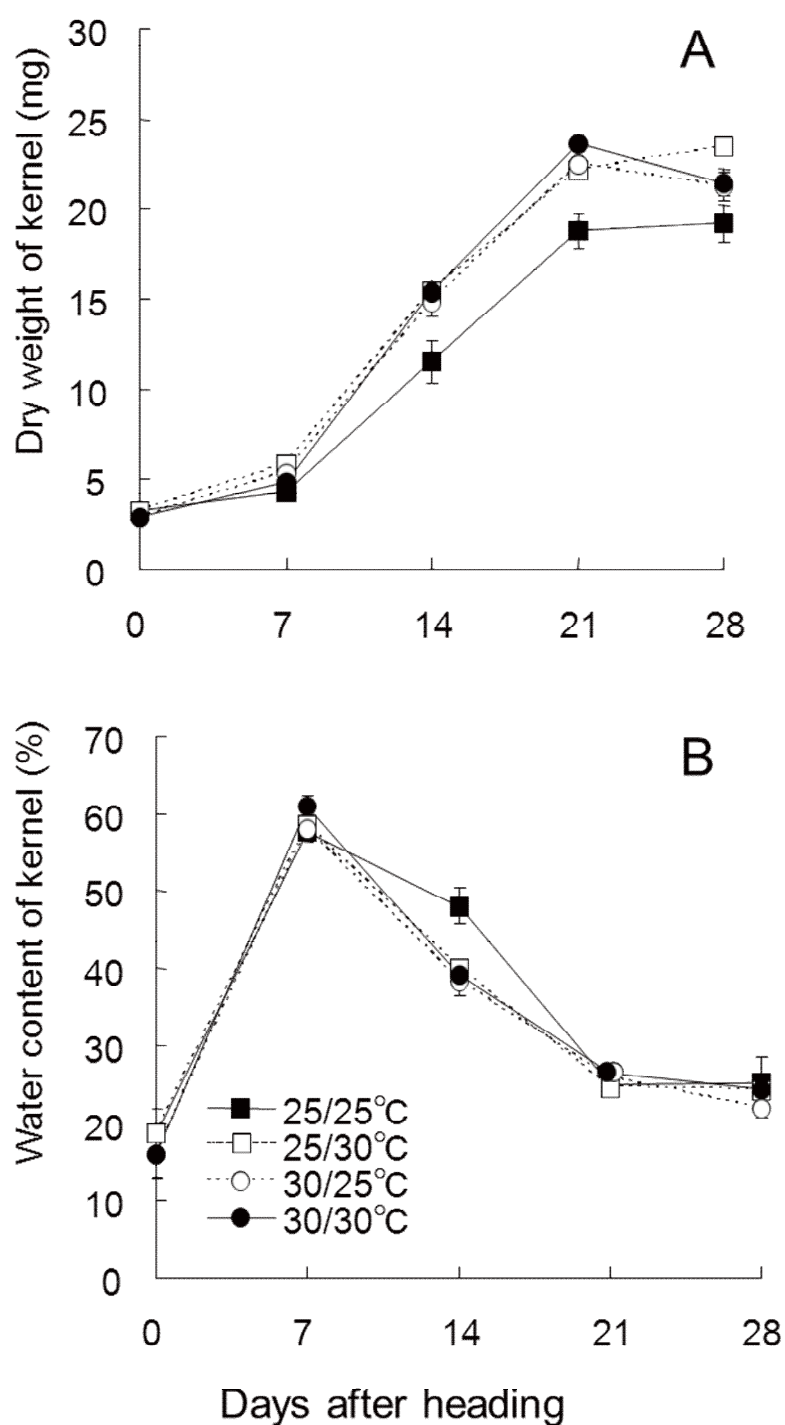 A
Dry weight of kernel (mg)
30
25
20
15
10
5
0
0 7 14 21 28
B
Water content of kernel (%)
70
60
50
40
30
20
10
0
25/25°C
25/30°C
30/25°C
30/30°C
0 7 14 21 28
Days after heading